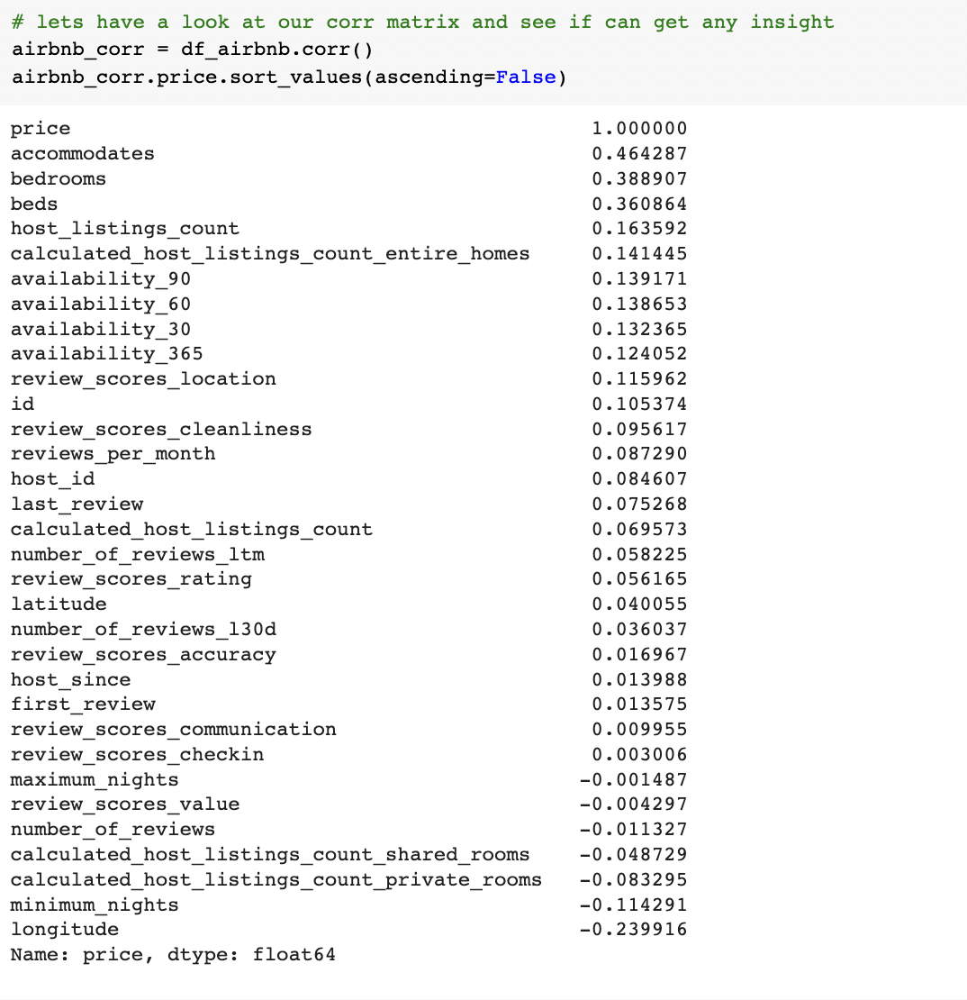 # lets have a look at our corr matrix and see if can get any insight
airbnb_corr = df_airbnb.corr()
airbnb_corr.price.sort_values(ascending=False)
price 1.000000
accommodates 0.464287
bedrooms 0.388907
beds 0.360864
host_listings_count 0.163592
calculated_host_listings_count_entire_homes 0.141445
availability_90 0.139171
availability_60 0.138653
availability_30 0.132365
availability_365 0.124052
review_scores_location 0.115962
id 0.105374
review_scores_cleanliness 0.095617
reviews_per_month 0.087290
host_id 0.084607
last_review 0.075268
calculated_host_listings_count 0.069573
number_of_reviews_ltm 0.058225
review_scores_rating 0.056165
latitude 0.040055
number_of_reviews_l30d 0.036037
review_scores_accuracy 0.016967
host_since 0.013988
first_review 0.013575
review_scores_communication 0.009955
review_scores_checkin 0.003006
maximum_nights -0.001487
review_scores_value -0.004297
number_of_reviews -0.011327
calculated_host_listings_count_shared_rooms -0.048729
calculated_host_listings_count_private_rooms -0.083295
minimum_nights -0.114291
longitude -0.239916
Name: price, dtype: float64